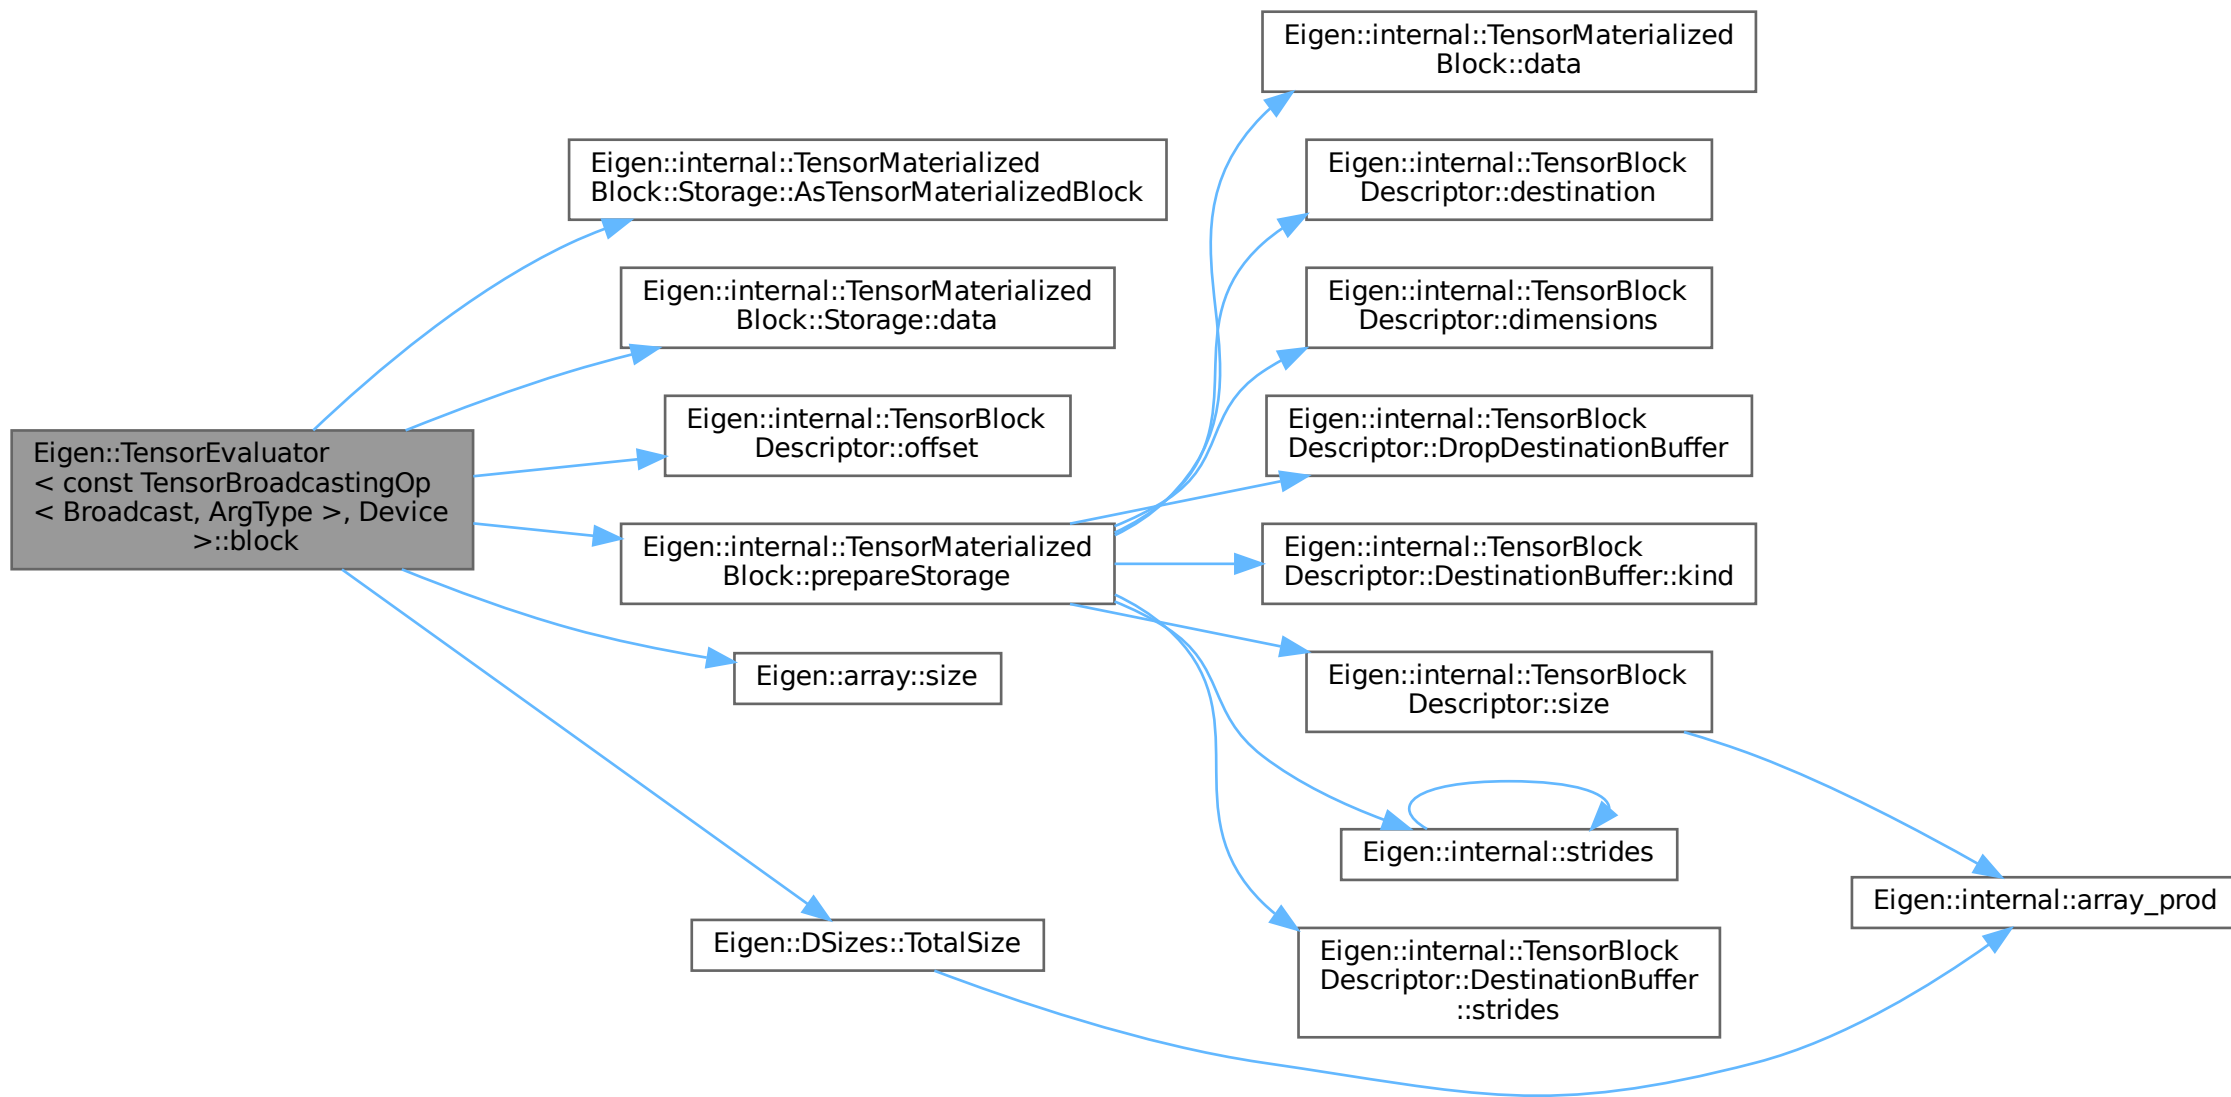 Eigen::TensorEvaluator
< const TensorBroadcastingOp
< Broadcast, ArgType >, Device
>::block
Eigen::internal::TensorMaterialized
Block::Storage::AsTensorMaterializedBlock
Eigen::internal::TensorMaterialized
Block::Storage::data
Eigen::internal::TensorBlock
Descriptor::offset
Eigen::internal::TensorMaterialized
Block::prepareStorage
Eigen::array::size
Eigen::DSizes::TotalSize
Eigen::internal::TensorMaterialized
Block::data
Eigen::internal::TensorBlock
Descriptor::destination
Eigen::internal::TensorBlock
Descriptor::dimensions
Eigen::internal::TensorBlock
Descriptor::DropDestinationBuffer
Eigen::internal::TensorBlock
Descriptor::DestinationBuffer::kind
Eigen::internal::TensorBlock
Descriptor::size
Eigen::internal::strides
Eigen::internal::TensorBlock
Descriptor::DestinationBuffer
::strides
Eigen::internal::array_prod